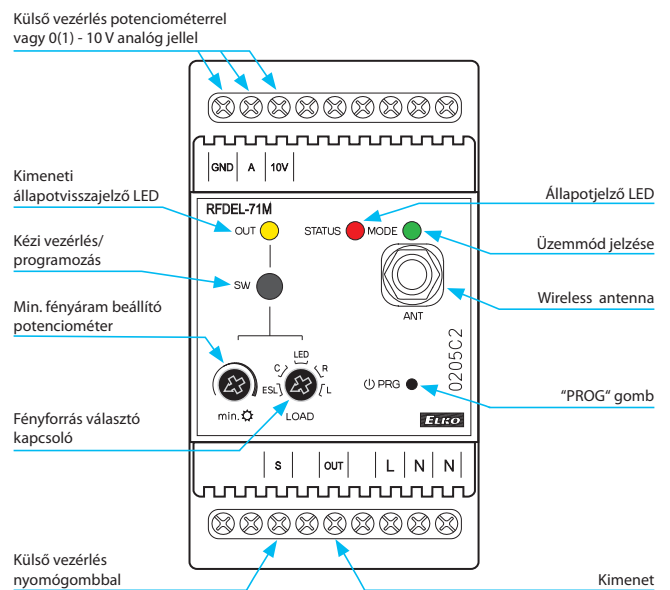 Külső vezérlés potenciométerrel
vagy 0(1) - 10 V analóg jellel
GND A 10V
Kimeneti
állapotvisszajelző LED
Állapotjelző LED
RFDEL-71M
OUT STATUS MODE
Üzemmód jelzése
Kézi vezérlés/
programozás
SW
Wireless antenna
ANT
Min. fényáram beállító
potenciométer
0205C2
LED
C R
ESL L
PRG
"PROG" gomb
min. LOAD
ELKO
Fényforrás választó
kapcsoló
S OUT L N N
Külső vezérlés
nyomógombbal
Kimenet